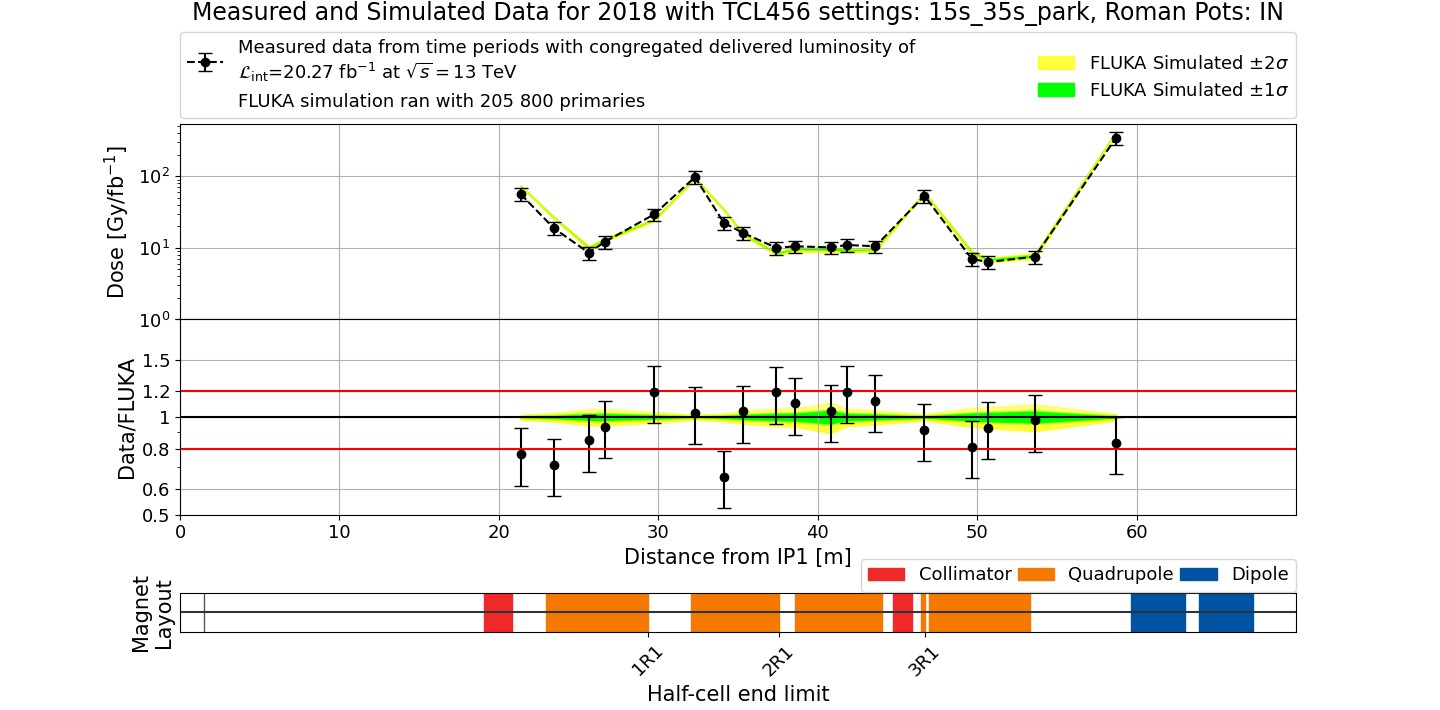 Measured and Simulated Data for 2018 with TCL456 settings: 15s_35s_park, Roman Pots: IN
Measured data from time periods with congregated delivered luminosity of
ℒint=20.27 fb⁻¹ at √s = 13 TeV
FLUKA simulation ran with 205 800 primaries
FLUKA Simulated ±2σ
FLUKA Simulated ±1σ
Dose [Gy/fb⁻¹]
10²
10¹
10⁰
Data/FLUKA
1.5
1.2
1
0.8
0.6
0.5
0 10 20 30 40 50 60
Distance from IP1 [m]
Collimator Quadrupole Dipole
Magnet
Layout
1R1 2R1 3R1
Half-cell end limit